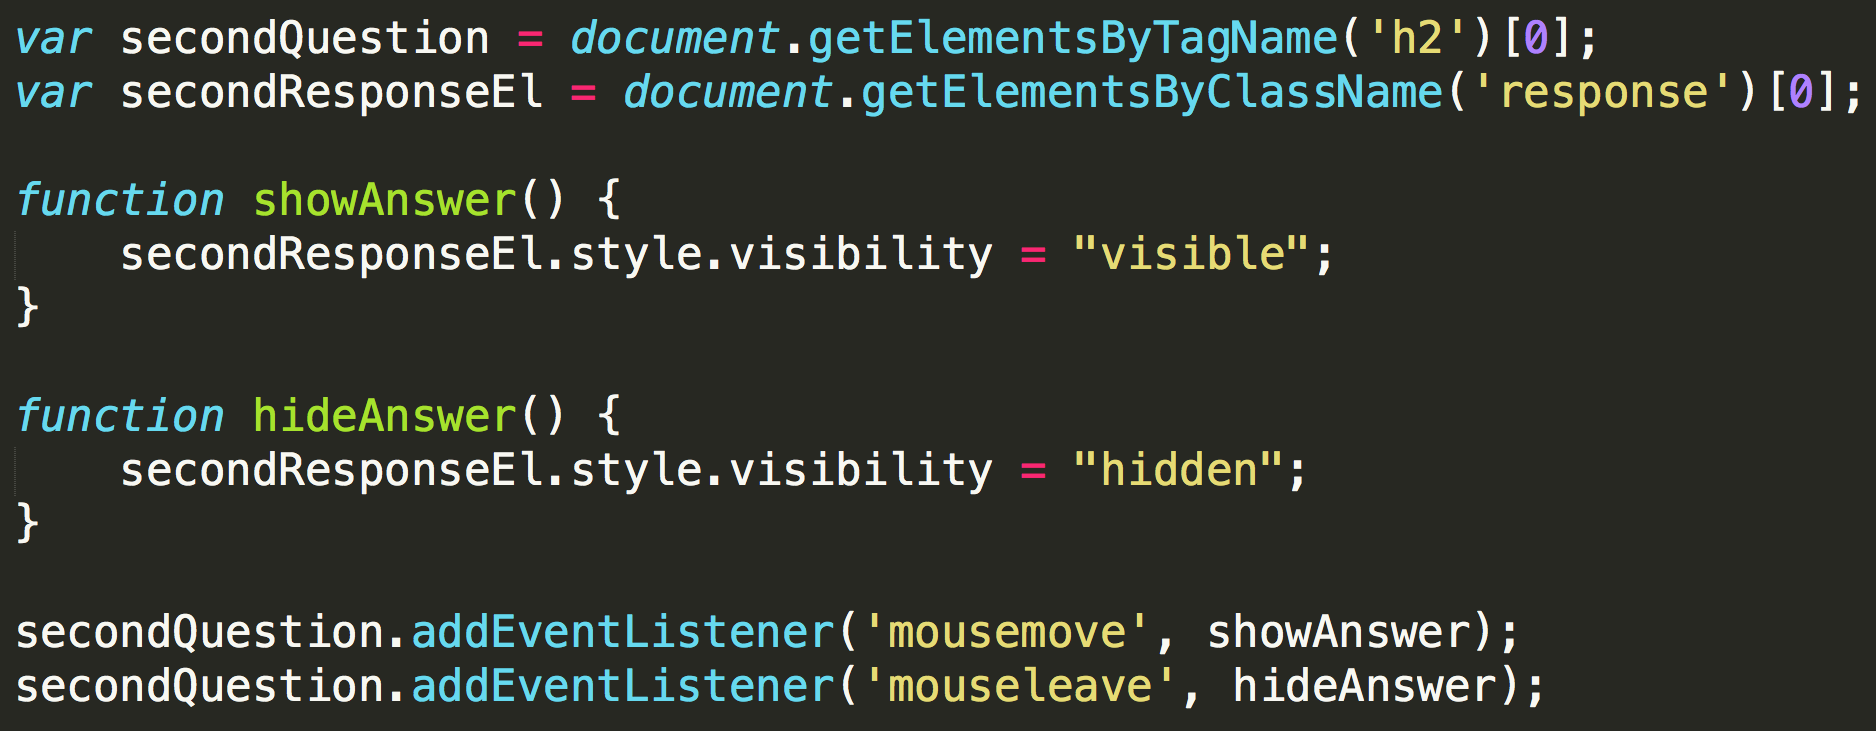 var secondQuestion = document.getElementsByTagName('h2')[0];
var secondResponseEl = document.getElementsByClassName('response')[0];
function showAnswer() {
    secondResponseEl.style.visibility = "visible";
}
function hideAnswer() {
    secondResponseEl.style.visibility = "hidden";
}
secondQuestion.addEventListener('mousemove', showAnswer);
secondQuestion.addEventListener('mouseleave', hideAnswer);